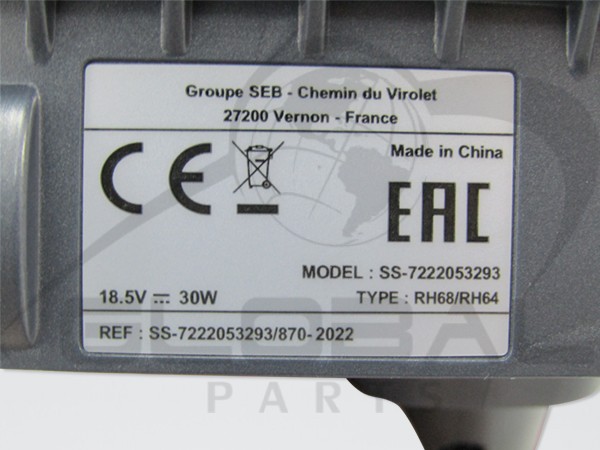 Groupe SEB - Chemin du Virolet
27200 Vernon - France
CE
Made in China
EAC
MODEL : SS-7222053293
18.5V ⎓ 30W
TYPE : RH68/RH64
REF : SS-7222053293/870- 2022
GLOBAL
PARTS